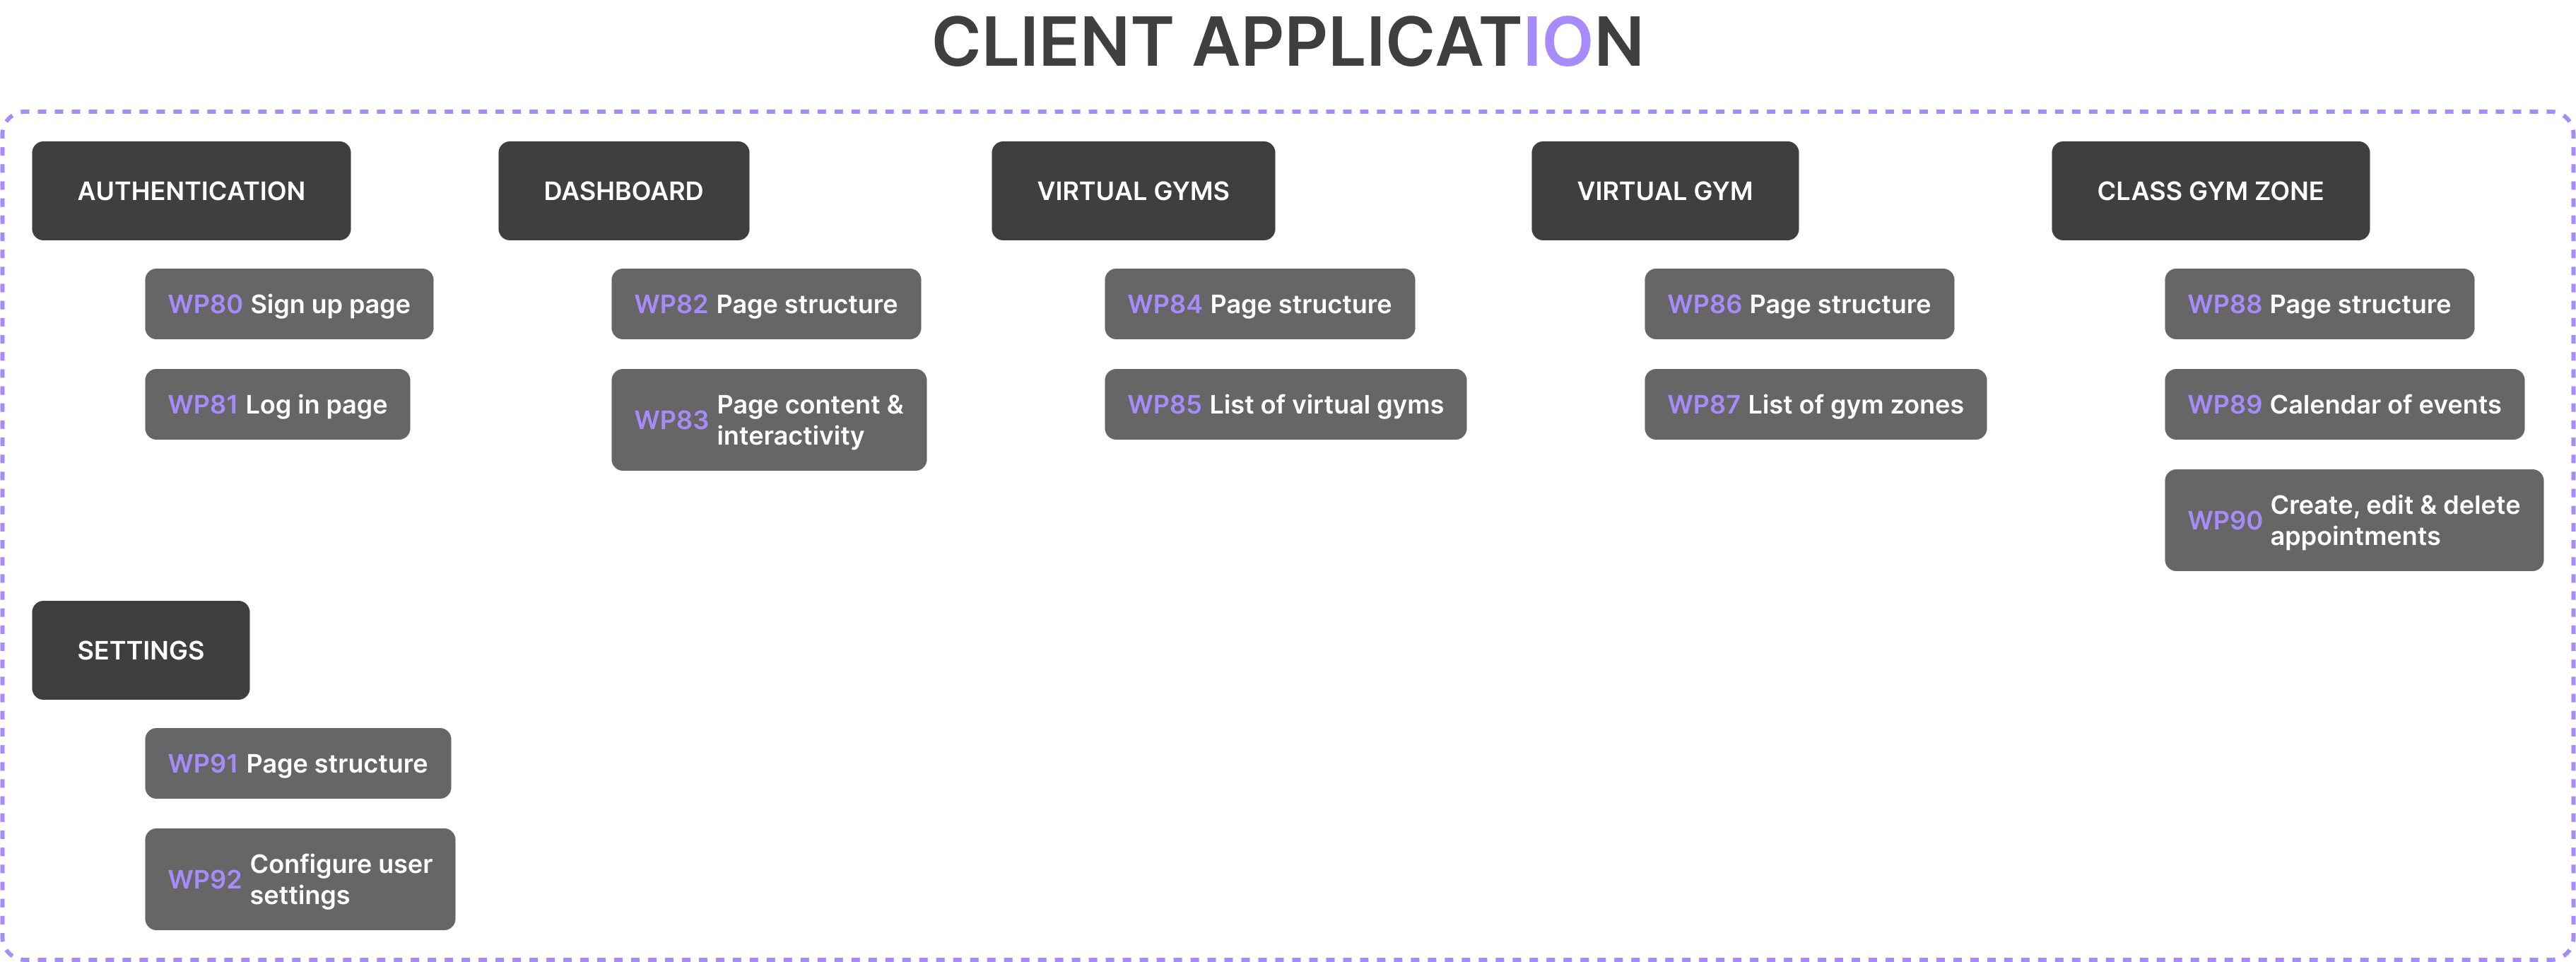 CLIENT APPLICATION
AUTHENTICATION
WP80 Sign up page
WP81 Log in page
DASHBOARD
WP82 Page structure
WP83 Page content &
interactivity
VIRTUAL GYMS
WP84 Page structure
WP85 List of virtual gyms
VIRTUAL GYM
WP86 Page structure
WP87 List of gym zones
CLASS GYM ZONE
WP88 Page structure
WP89 Calendar of events
WP90 Create, edit & delete
appointments
SETTINGS
WP91 Page structure
WP92 Configure user
settings